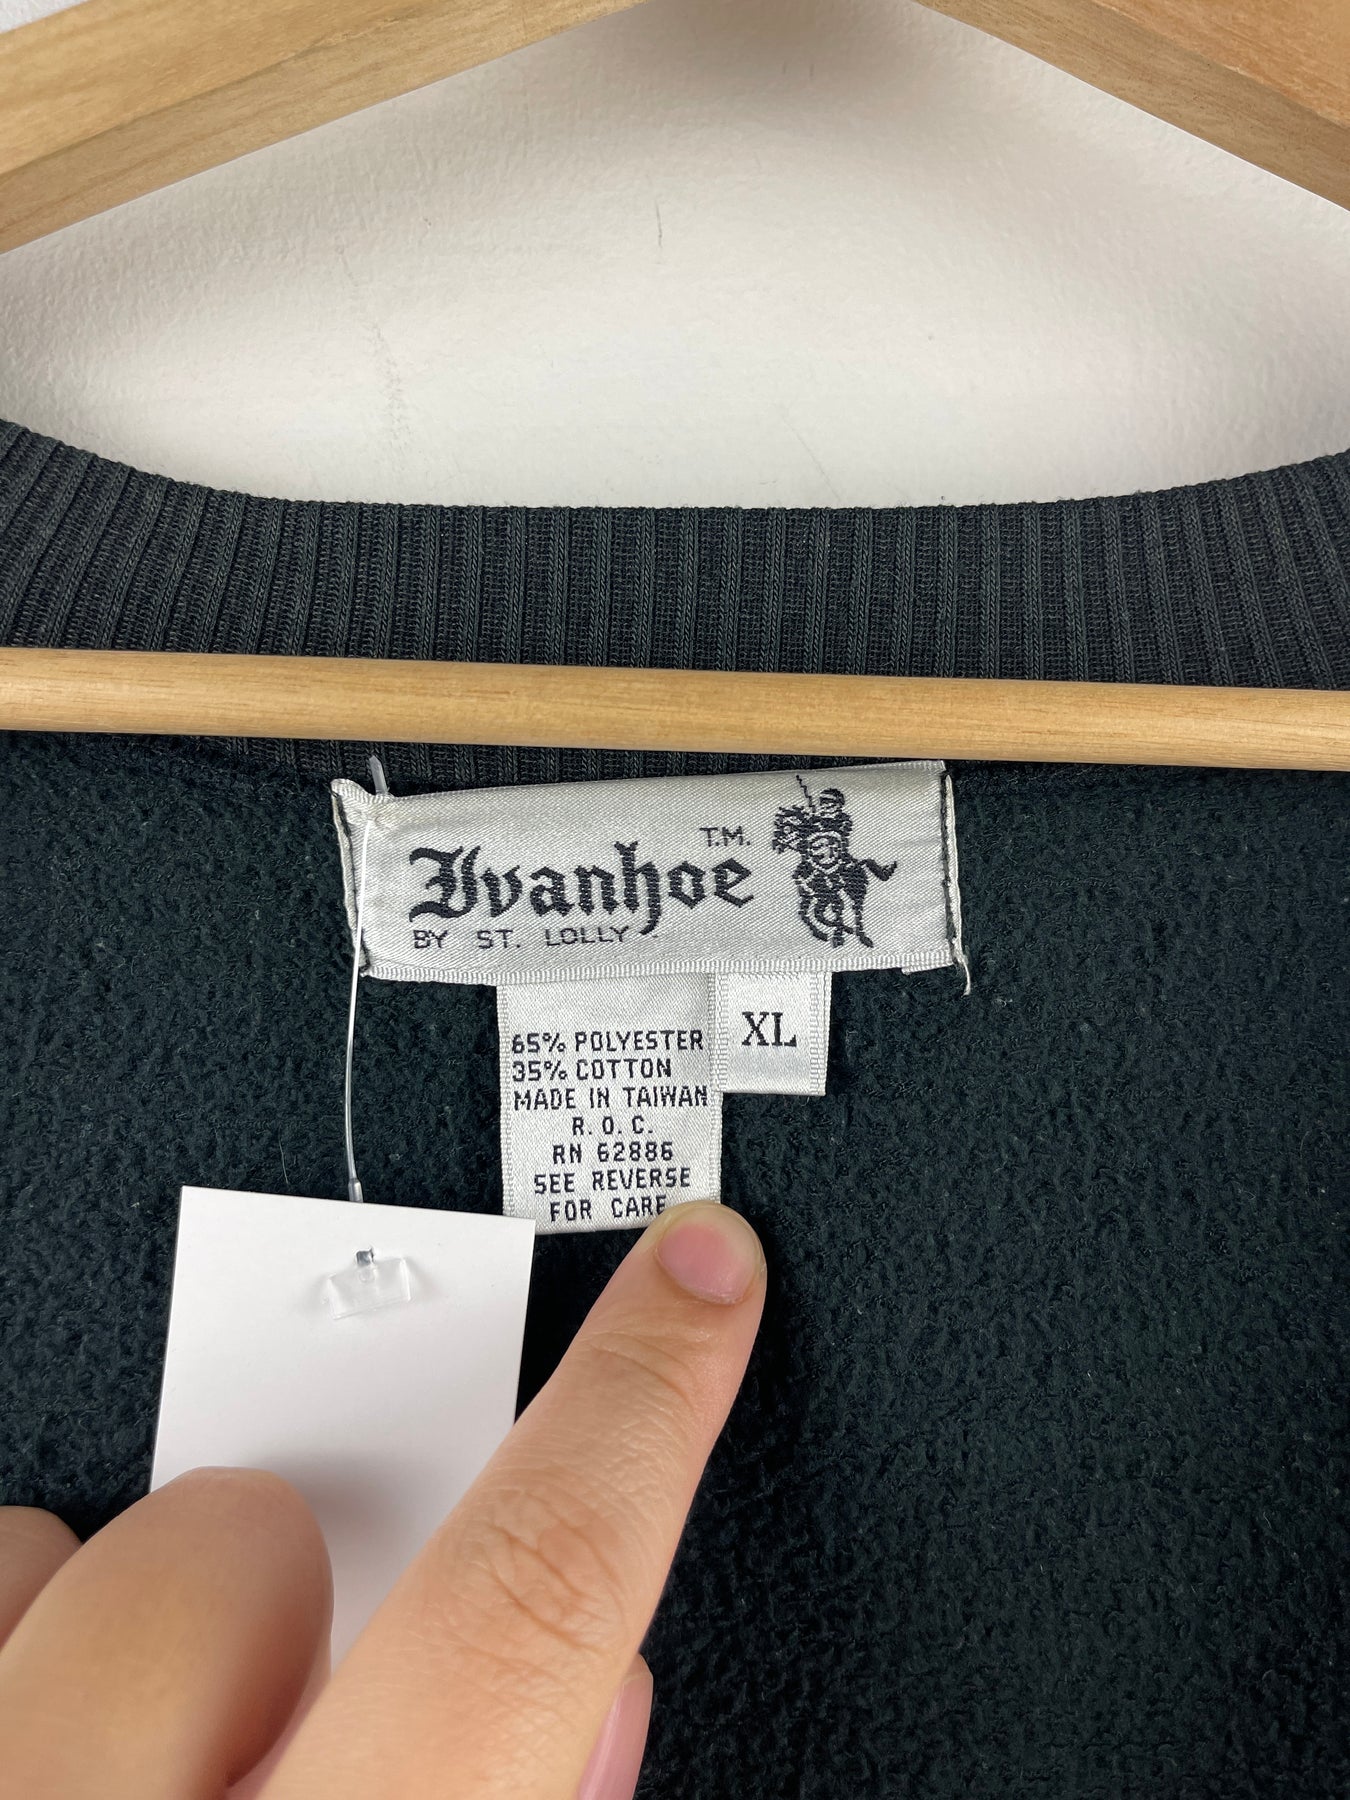 Ivanhoe T.M.
BY ST. LOLLY
XL
65% POLYESTER
35% COTTON
MADE IN TAIWAN
R. O. C.
RN 62886
SEE REVERSE
FOR CARE